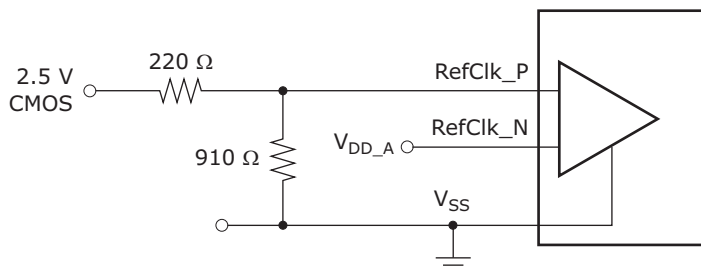 2.5 V
CMOS
220 Ω
RefClk_P
RefClk_N
V_DD_A
910 Ω
V_SS